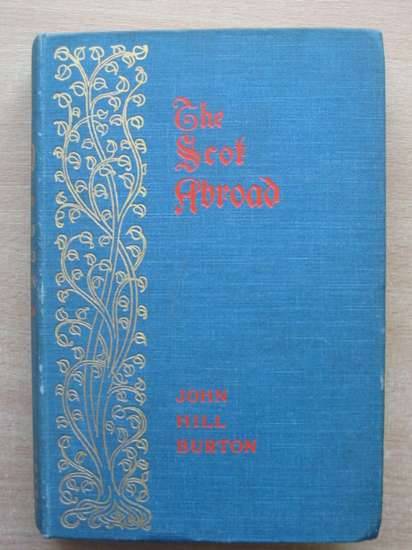 The
Scot
Abroad
JOHN
HILL
BURTON